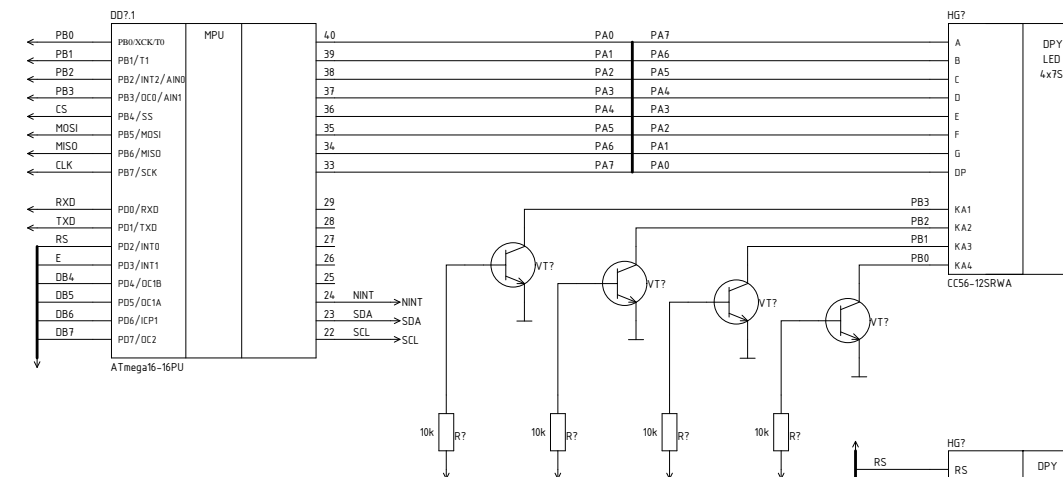 DD?.1
HG?
PB0
PB0/XCK/T0
MPU
40
PA0
PA7
A
DPY
PB1
PB1/T1
39
PA1
PA6
B
LED
PB2
PB2/INT2/AIN0
38
PA2
PA5
C
4x7S
PB3
PB3/OC0/AIN1
37
PA3
PA4
D
CS
PB4/SS
36
PA4
PA3
E
MOSI
PB5/MOSI
35
PA5
PA2
F
MISO
PB6/MISO
34
PA6
PA1
G
CLK
PB7/SCK
33
PA7
PA0
DP
RXD
PD0/RXD
29
PB3
KA1
TXD
PD1/TXD
28
PB2
KA2
RS
PD2/INT0
27
PB1
KA3
E
PD3/INT1
26
PB0
KA4
DB4
PD4/OC1B
25
DB5
PD5/OC1A
24
NINT
NINT
DB6
PD6/ICP1
23
SDA
SDA
DB7
PD7/OC2
22
SCL
SCL
ATmega16-16PU
CC56-12SRWA
VT?
VT?
VT?
VT?
10k
R?
10k
R?
10k
R?
10k
R?
HG?
RS
RS
DPY